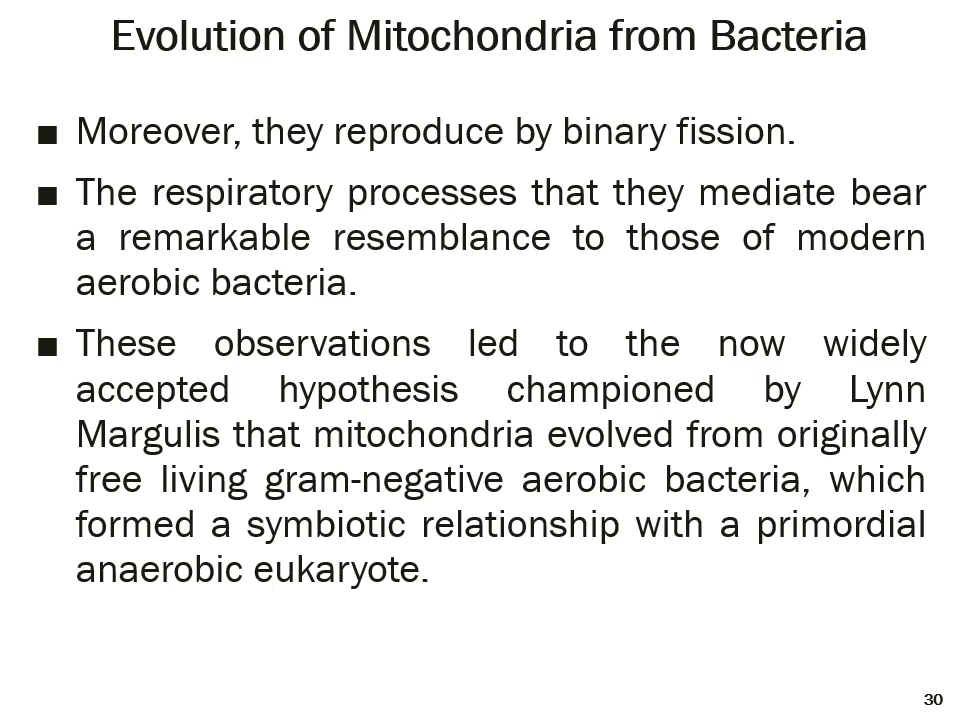 Evolution of Mitochondria from Bacteria
■ Moreover, they reproduce by binary fission.
■ The respiratory processes that they mediate bear
a remarkable resemblance to those of modern
aerobic bacteria.
■ These observations led to the now widely
accepted hypothesis championed by Lynn
Margulis that mitochondria evolved from originally
free living gram-negative aerobic bacteria, which
formed a symbiotic relationship with a primordial
anaerobic eukaryote.
30